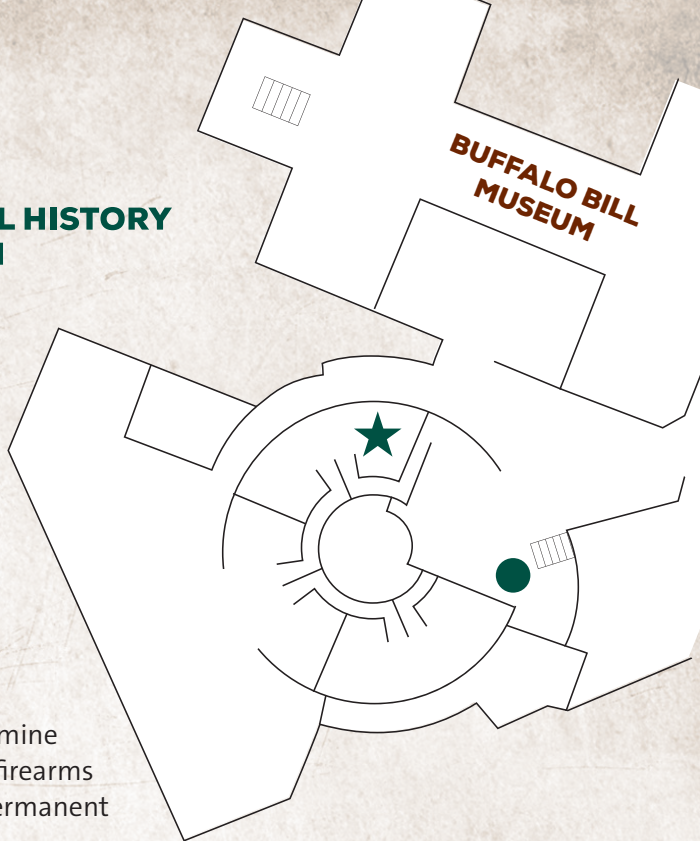 BUFFALO BILL
MUSEUM
L HISTORY
mine
firearms
ermanent